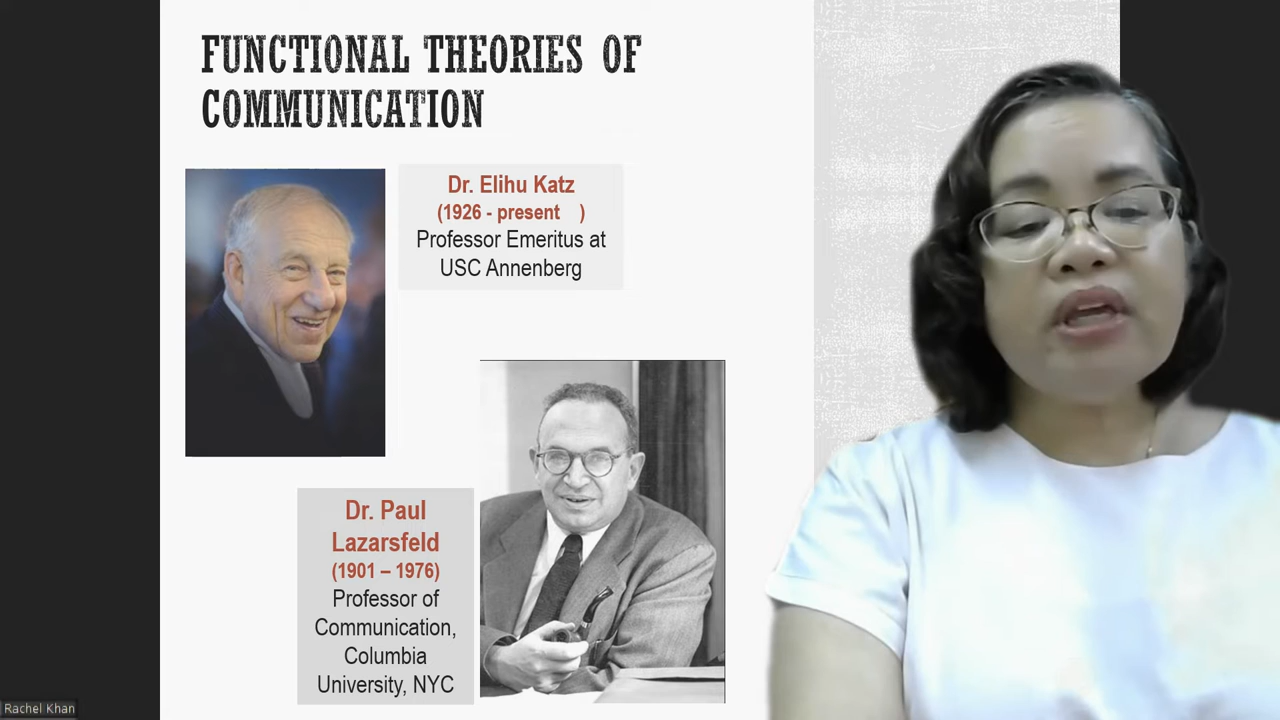 FUNCTIONAL THEORIES OF
COMMUNICATION
Dr. Elihu Katz
(1926 - present )
Professor Emeritus at
USC Annenberg
Dr. Paul
Lazarsfeld
(1901 – 1976)
Professor of
Communication,
Columbia
University, NYC
Rachel Khan